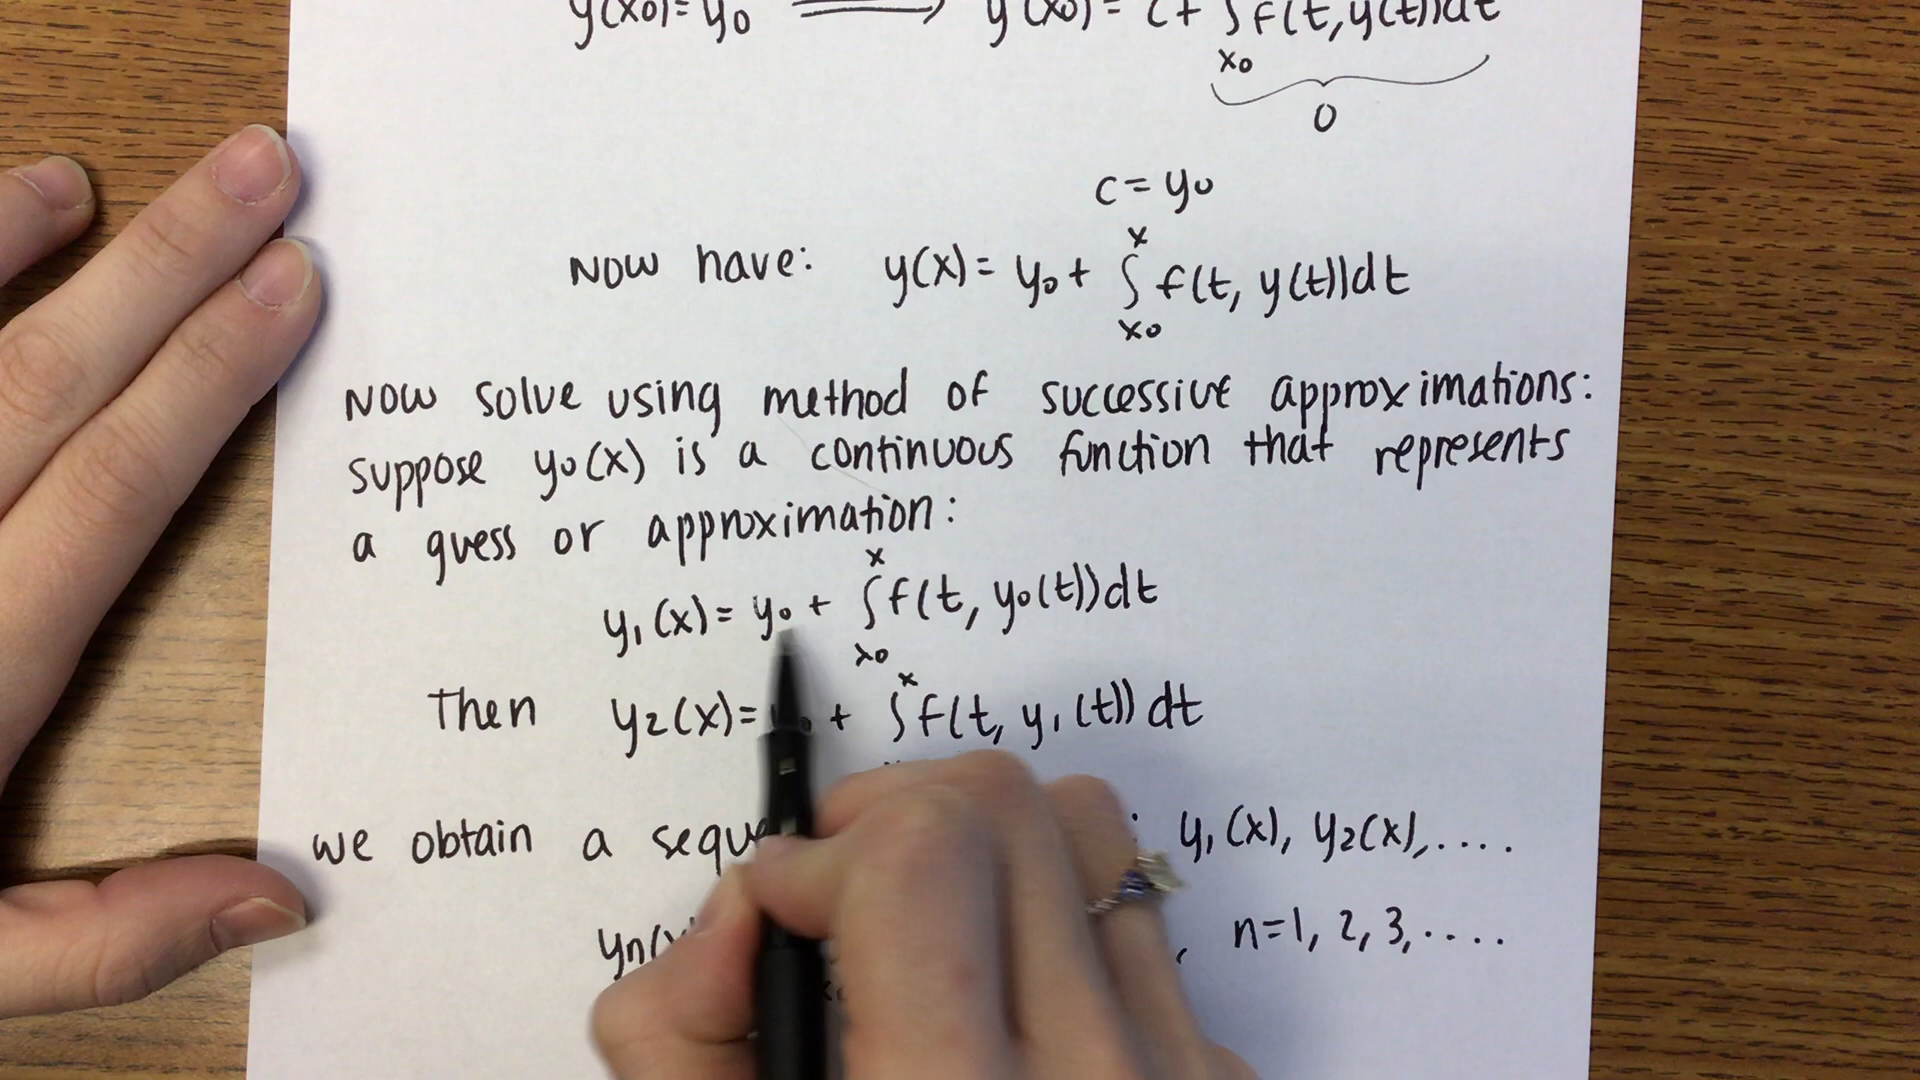 y(x0) = y0 ⟹ y(x0) = c + ∫ f(t, y(t))dt
x0
0
c = y0
x
Now have: y(x) = y0 + ∫ f(t, y(t))dt
x0
Now solve using method of successive approximations:
suppose y0(x) is a continuous function that represents
a guess or approximation:
x
y1(x) = y0 + ∫ f(t, y0(t))dt
x0
x
Then y2(x) = + ∫ f(t, y1(t)) dt
we obtain a : y1(x), y2(x), ....
yn(x , n=1, 2, 3, ....